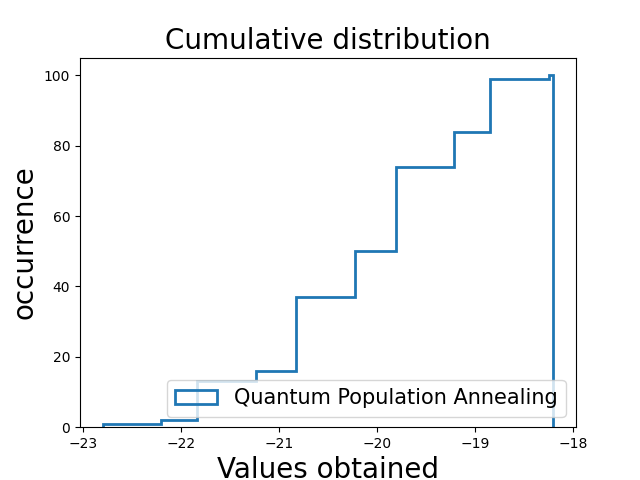 Cumulative distribution
occurrence
100
80
60
40
20
0
Quantum Population Annealing
−23 −22 −21 −20 −19 −18
Values obtained